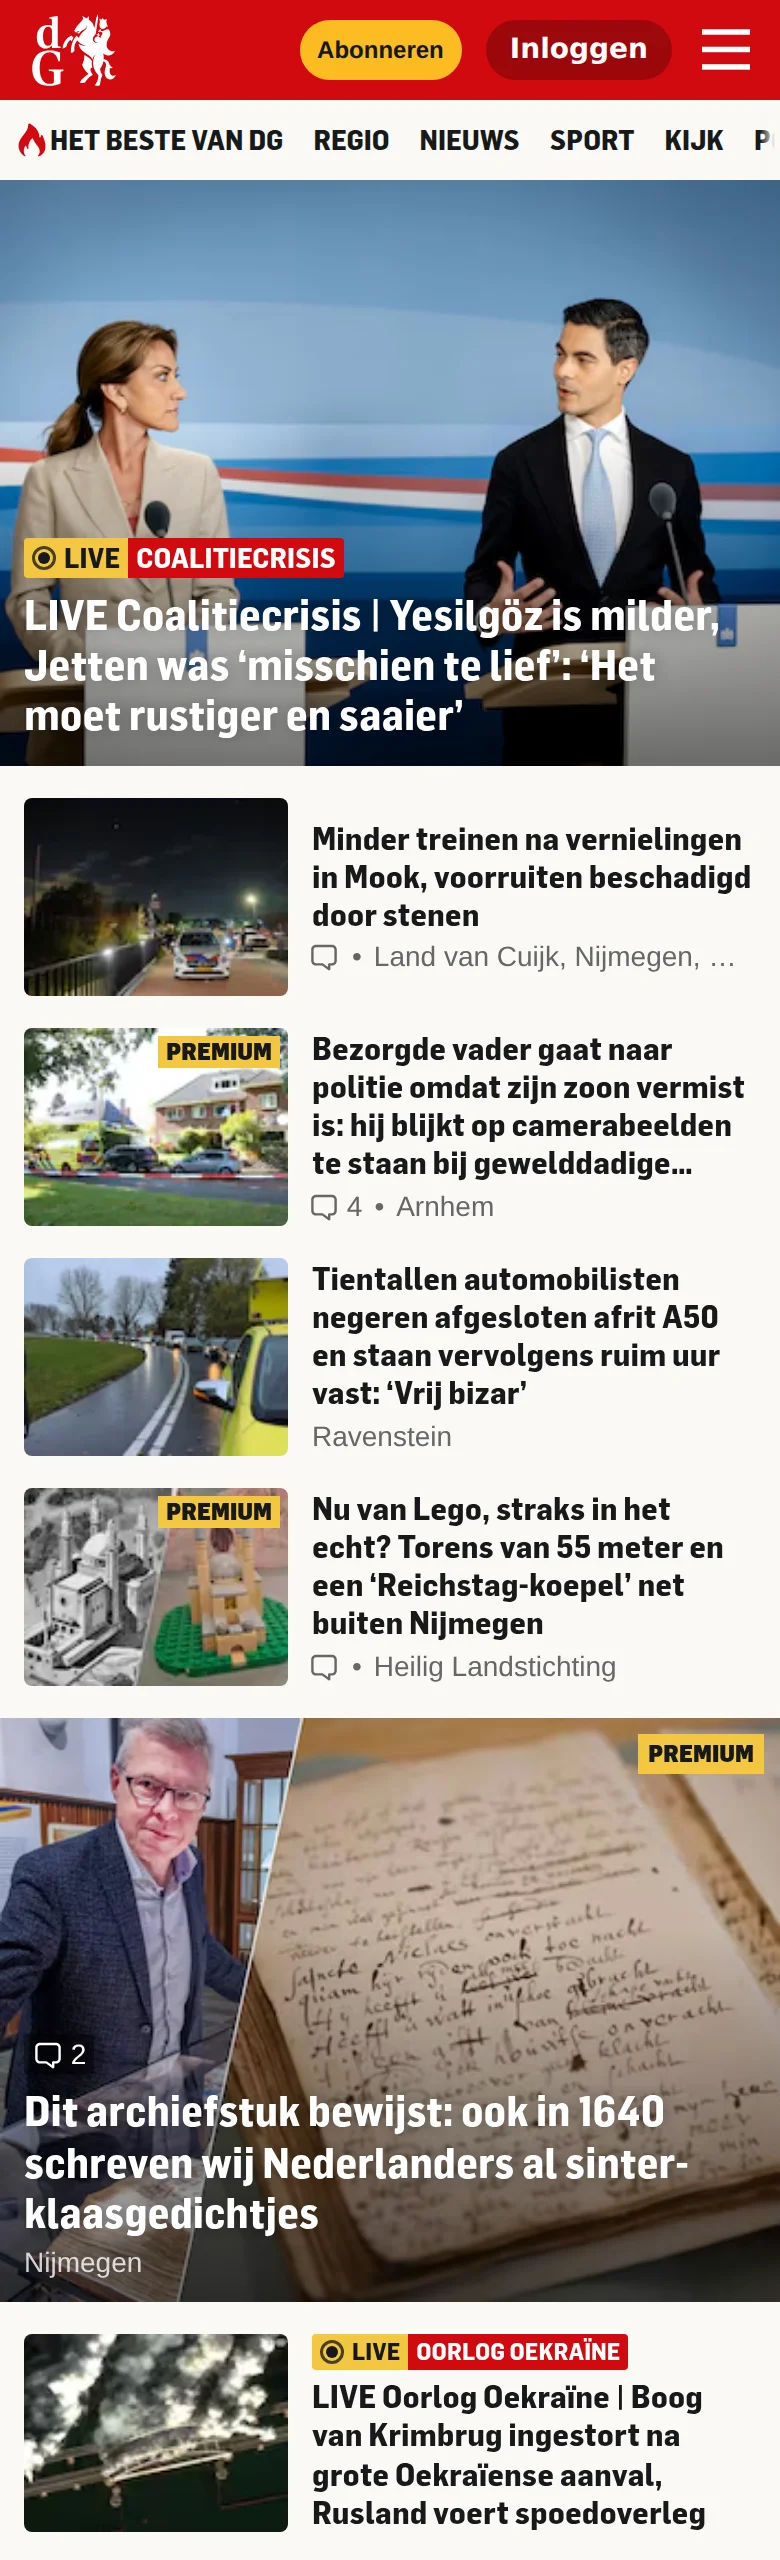 dG
Abonneren
Inloggen
HET BESTE VAN DG REGIO NIEUWS SPORT KIJK
LIVE COALITIECRISIS
LIVE Coalitiecrisis | Yesilgöz is milder,
Jetten was ‘misschien te lief’: ‘Het
moet rustiger en saaier’
Minder treinen na vernielingen
in Mook, voorruiten beschadigd
door stenen
• Land van Cuijk, Nijmegen, …
PREMIUM
Bezorgde vader gaat naar
politie omdat zijn zoon vermist
is: hij blijkt op camerabeelden
te staan bij gewelddadige...
4 • Arnhem
Tientallen automobilisten
negeren afgesloten afrit A50
en staan vervolgens ruim uur
vast: ‘Vrij bizar’
Ravenstein
PREMIUM
Nu van Lego, straks in het
echt? Torens van 55 meter en
een ‘Reichstag-koepel’ net
buiten Nijmegen
• Heilig Landstichting
PREMIUM
2
Dit archiefstuk bewijst: ook in 1640
schreven wij Nederlanders al sinter-
klaasgedichtjes
Nijmegen
LIVE OORLOG OEKRAÏNE
LIVE Oorlog Oekraïne | Boog
van Krimbrug ingestort na
grote Oekraïense aanval,
Rusland voert spoedoverleg